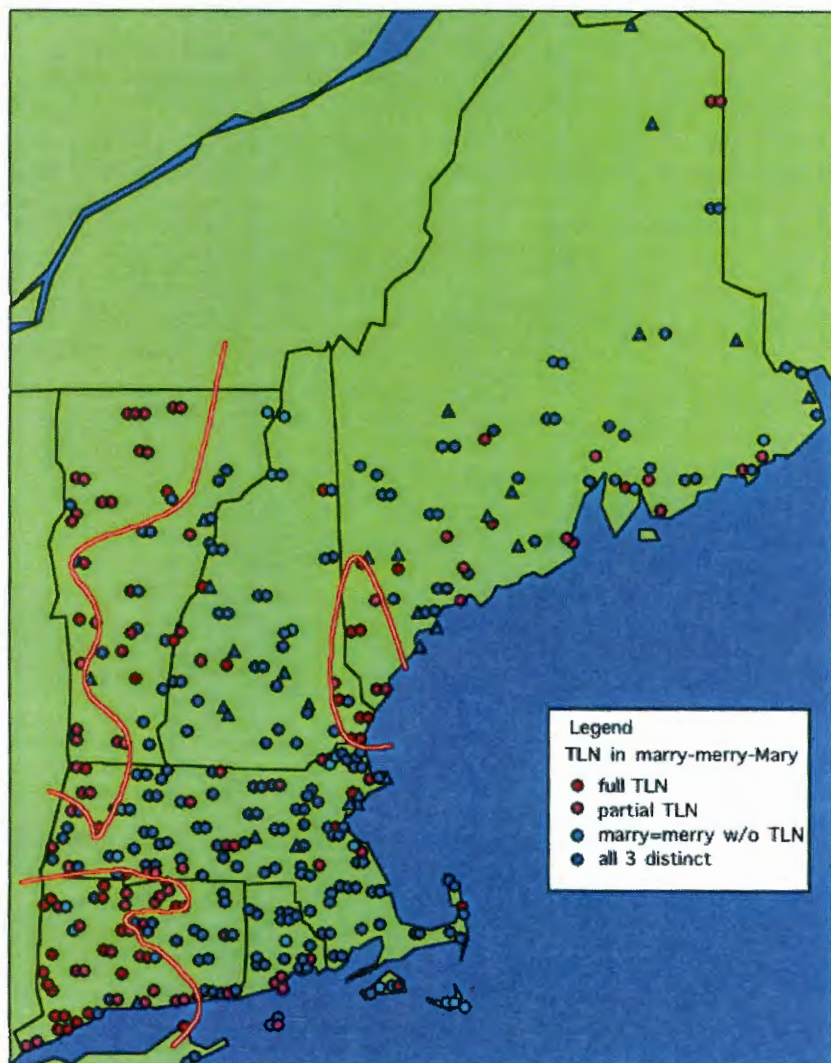 Legend
TLN in marry-merry-Mary
full TLN
partial TLN
marry=merry w/o TLN
all 3 distinct